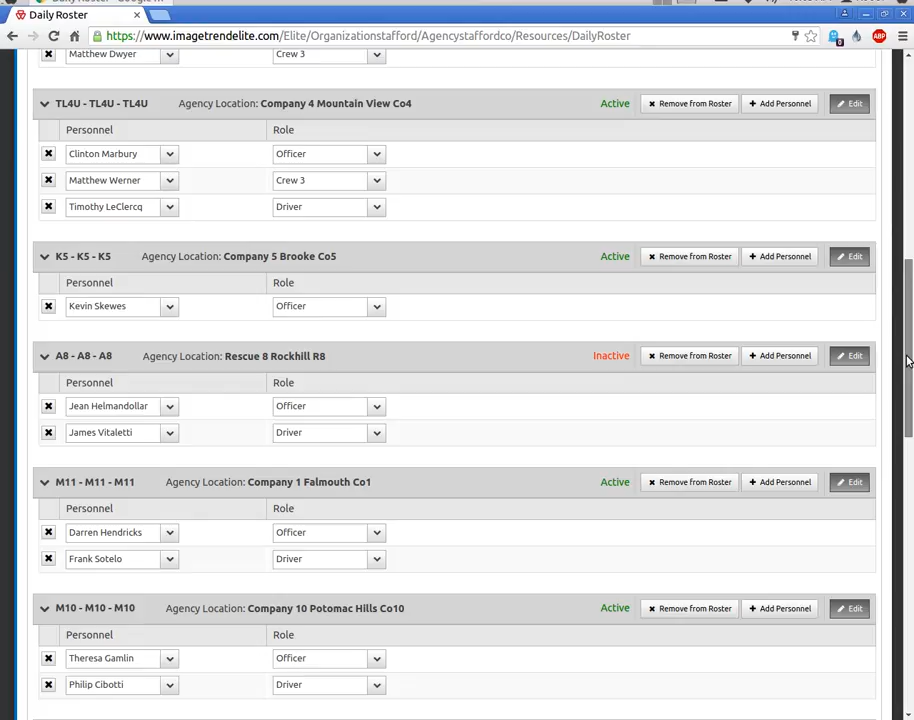 Daily Roster
https://www.imagetrendelite.com/Elite/Organizationstafford/Agencystaffordco/Resources/DailyRoster
ABP
Matthew Dwyer Crew 3
TL4U - TL4U - TL4U Agency Location: Company 4 Mountain View Co4 Active Remove from Roster Add Personnel Edit
Personnel Role
Clinton Marbury Officer
Matthew Werner Crew 3
Timothy LeClercq Driver
K5 - K5 - K5 Agency Location: Company 5 Brooke Co5 Active Remove from Roster Add Personnel Edit
Personnel Role
Kevin Skewes Officer
A8 - A8 - A8 Agency Location: Rescue 8 Rockhill R8 Inactive Remove from Roster Add Personnel Edit
Personnel Role
Jean Helmandollar Officer
James Vitaletti Driver
M11 - M11 - M11 Agency Location: Company 1 Falmouth Co1 Active Remove from Roster Add Personnel Edit
Personnel Role
Darren Hendricks Officer
Frank Sotelo Driver
M10 - M10 - M10 Agency Location: Company 10 Potomac Hills Co10 Active Remove from Roster Add Personnel Edit
Personnel Role
Theresa Gamlin Officer
Philip Cibotti Driver